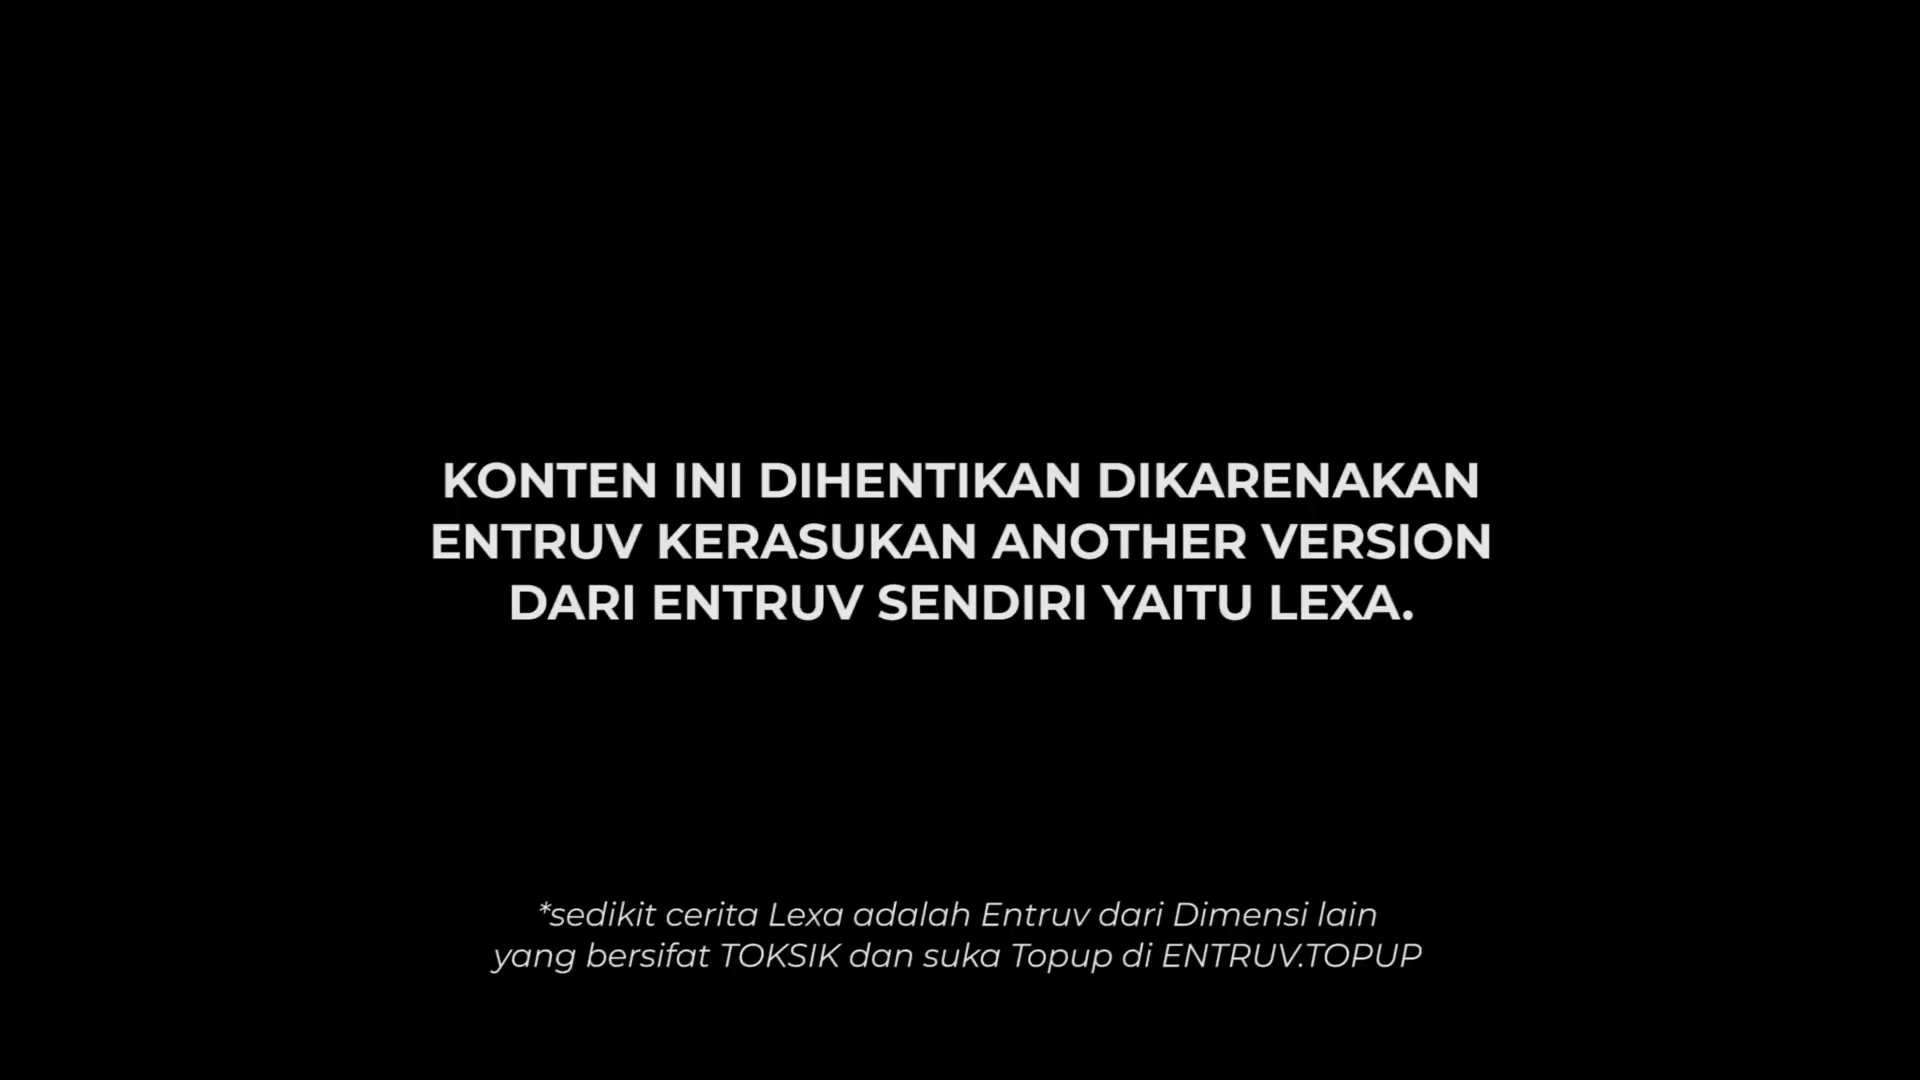 KONTEN INI DIHENTIKAN DIKARENAKAN
ENTRUV KERASUKAN ANOTHER VERSION
DARI ENTRUV SENDIRI YAITU LEXA.
*sedikit cerita Lexa adalah Entruv dari Dimensi lain
yang bersifat TOKSIK dan suka Topup di ENTRUV.TOPUP